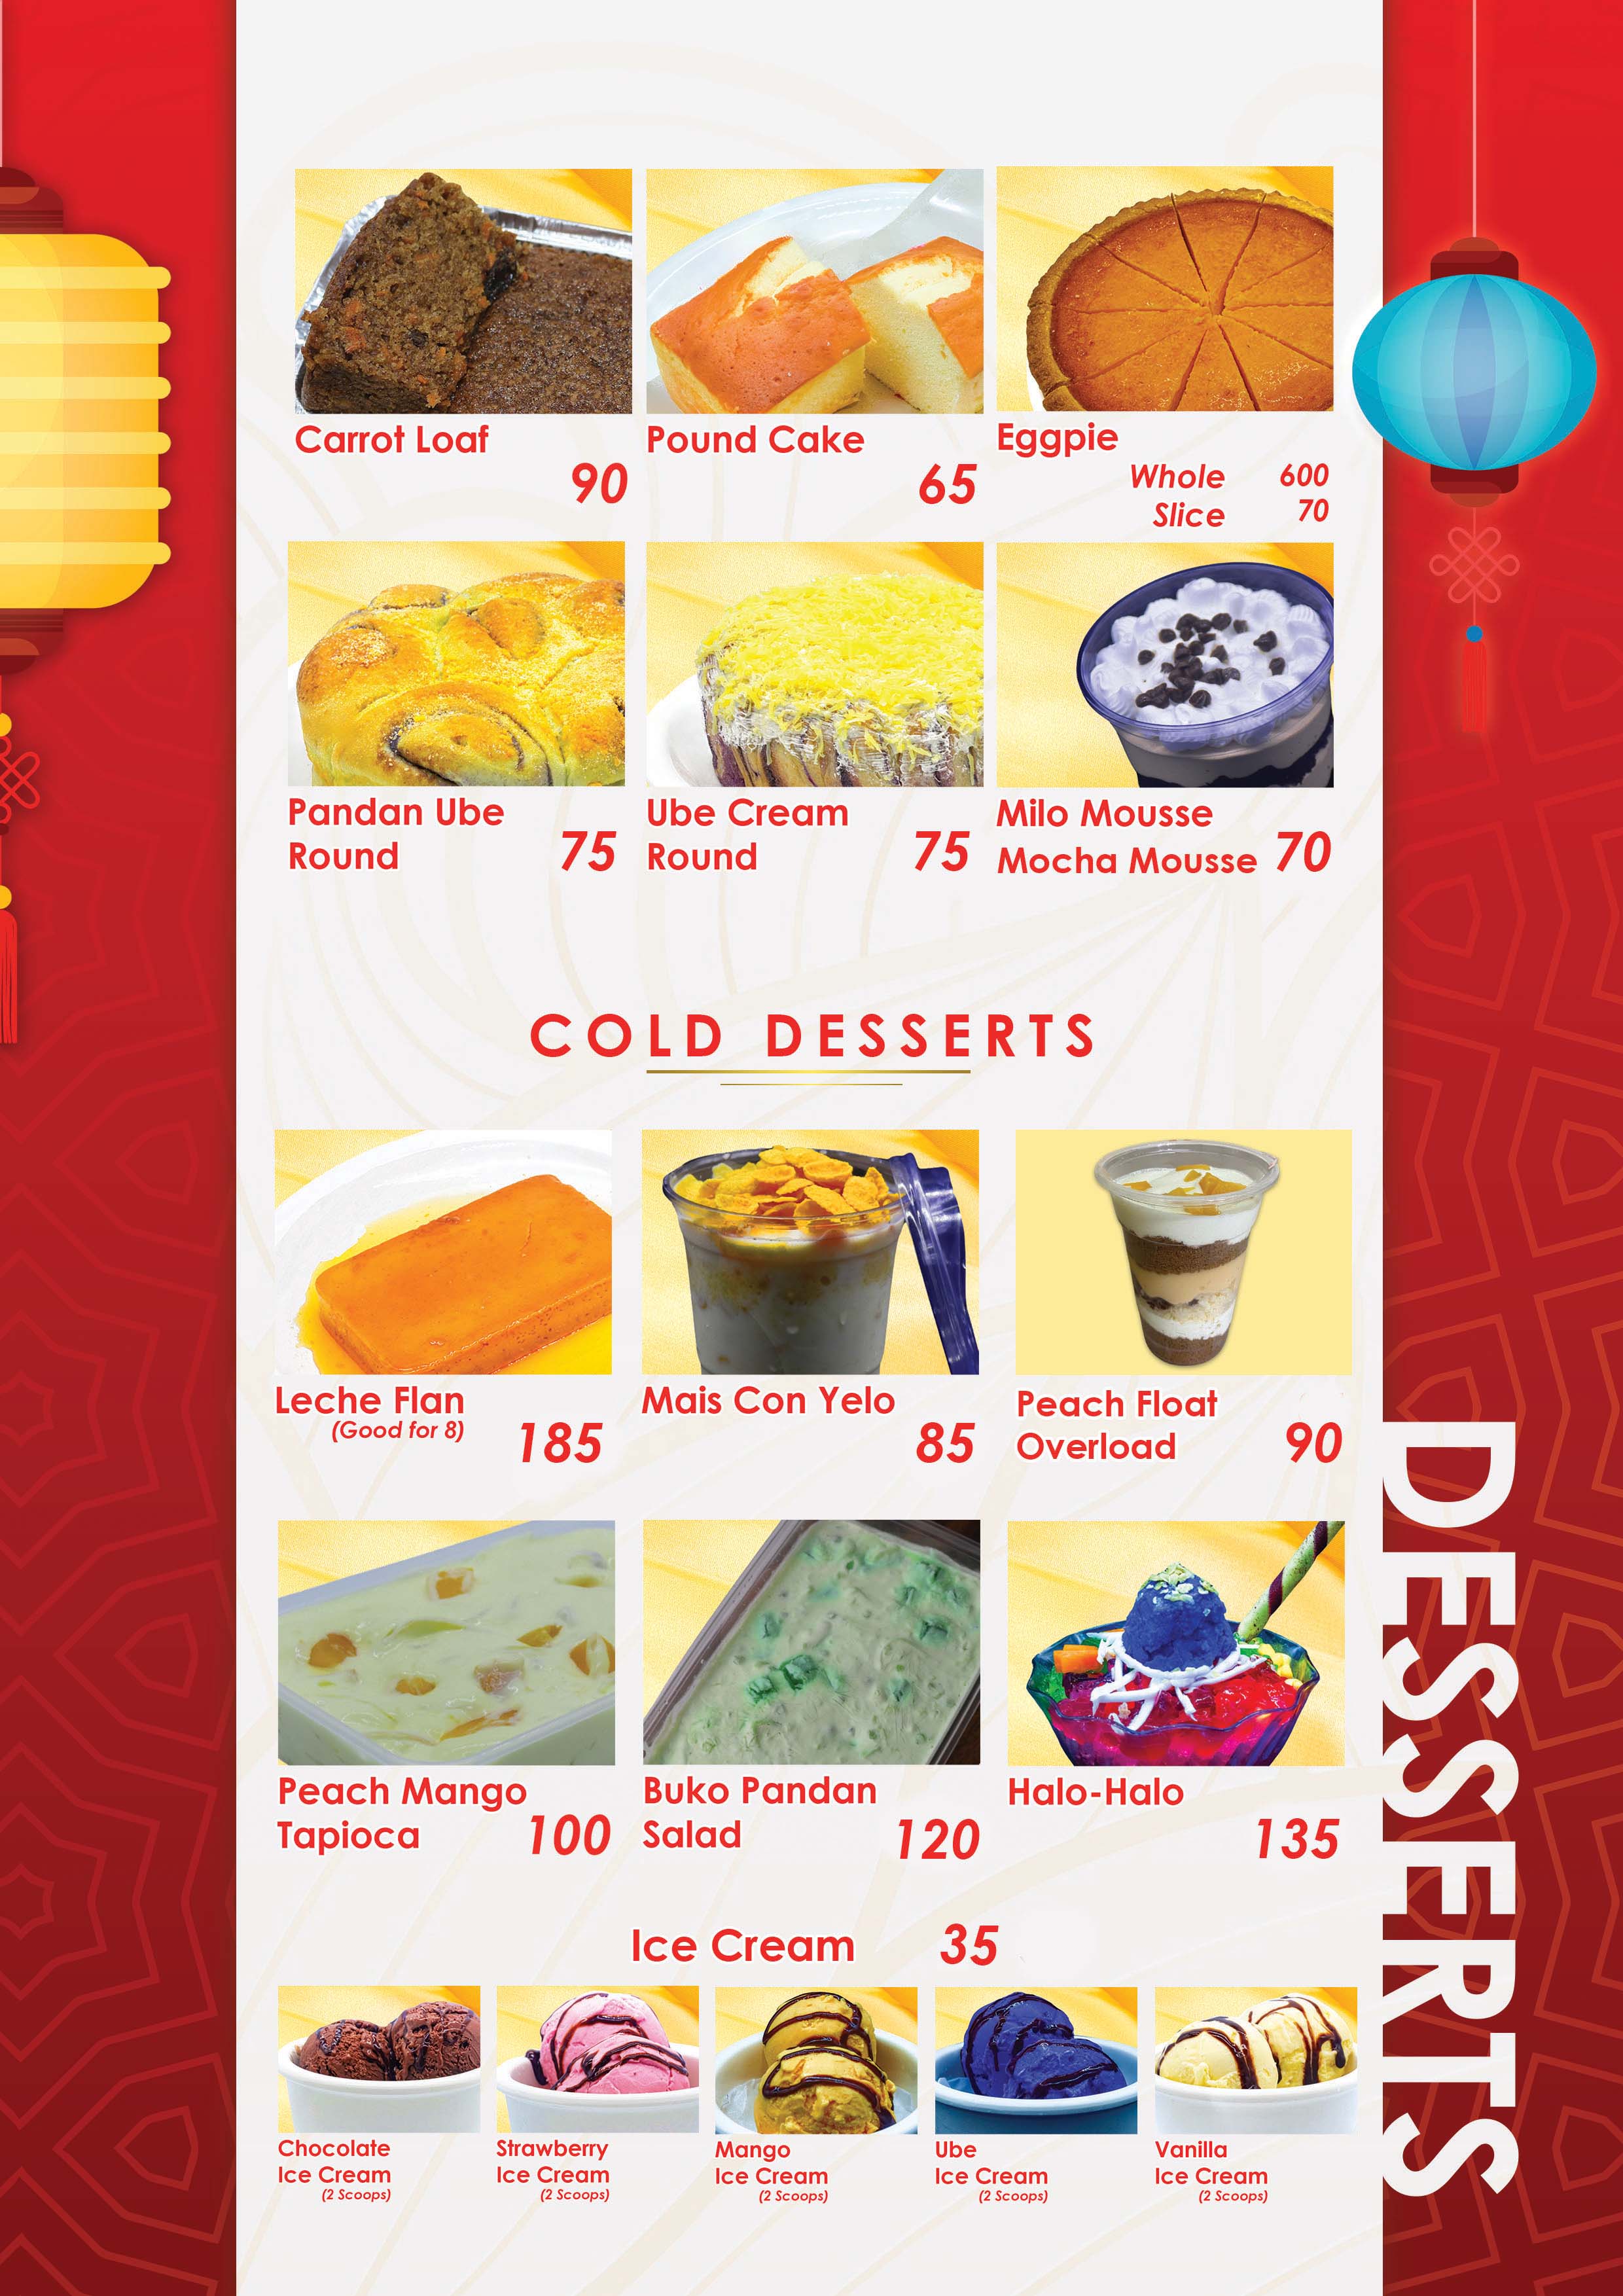 Carrot Loaf
90
Pound Cake
65
Eggpie
Whole 600
Slice 70
Pandan Ube
Round 75
Ube Cream
Round 75
Milo Mousse
Mocha Mousse 70
COLD DESSERTS
Leche Flan
(Good for 8)
185
Mais Con Yelo
85
Peach Float
Overload 90
Peach Mango
Tapioca 100
Buko Pandan
Salad 120
Halo-Halo
135
Ice Cream 35
Chocolate
Ice Cream
(2 Scoops)
Strawberry
Ice Cream
(2 Scoops)
Mango
Ice Cream
(2 Scoops)
Ube
Ice Cream
(2 Scoops)
Vanilla
Ice Cream
(2 Scoops)
DESSERTS